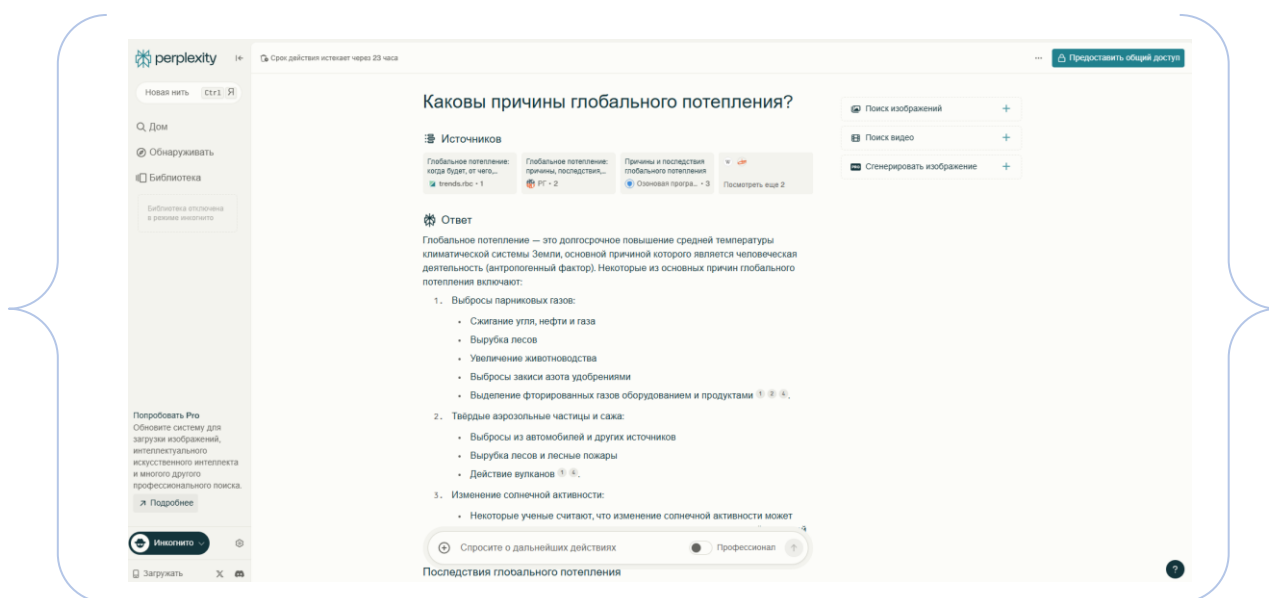 perplexity
Срок действия истекает через 23 часа
Предоставить общий доступ
Новая нить Ctrl Я
Дом
Обнаруживать
Библиотека
Библиотека отключена
в режиме инкогнито
Попробовать Pro
Обновите систему для
загрузки изображений,
интеллектуального
искусственного интеллекта
и многого другого
профессионального поиска.
Подробнее
Инкогнито
Загружать
Каковы причины глобального потепления?
Источников
Глобальное потепление:
когда будет, от чего,...
trends.rbc · 1
Глобальное потепление:
причины, последствия,...
РГ · 2
Причины и последствия
глобального потепления
Озоновая програ... · 3
Посмотреть еще 2
Ответ
Глобальное потепление — это долгосрочное повышение средней температуры
климатической системы Земли, основной причиной которого является человеческая
деятельность (антропогенный фактор). Некоторые из основных причин глобального
потепления включают:
1. Выбросы парниковых газов:
• Сжигание угля, нефти и газа
• Вырубка лесов
• Увеличение животноводства
• Выбросы закиси азота удобрениями
• Выделение фторированных газов оборудованием и продуктами 1 2 4.
2. Твёрдые аэрозольные частицы и сажа:
• Выбросы из автомобилей и других источников
• Вырубка лесов и лесные пожары
• Действие вулканов 1 4.
3. Изменение солнечной активности:
• Некоторые ученые считают, что изменение солнечной активности может
Спросите о дальнейших действиях
Профессионал
Последствия глобального потепления
Поиск изображений
Поиск видео
Сгенерировать изображение
?